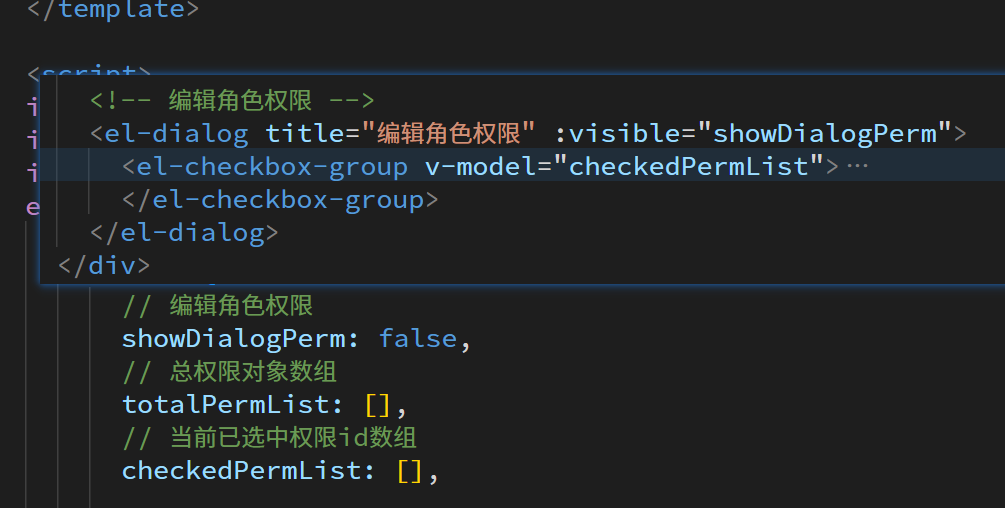 </template>
<script>
i
i
i
e
<!-- 编辑角色权限 -->
<el-dialog title="编辑角色权限" :visible="showDialogPerm">
<el-checkbox-group v-model="checkedPermList">…
</el-checkbox-group>
</el-dialog>
</div>
// 编辑角色权限
showDialogPerm: false,
// 总权限对象数组
totalPermList: [],
// 当前已选中权限id数组
checkedPermList: [],